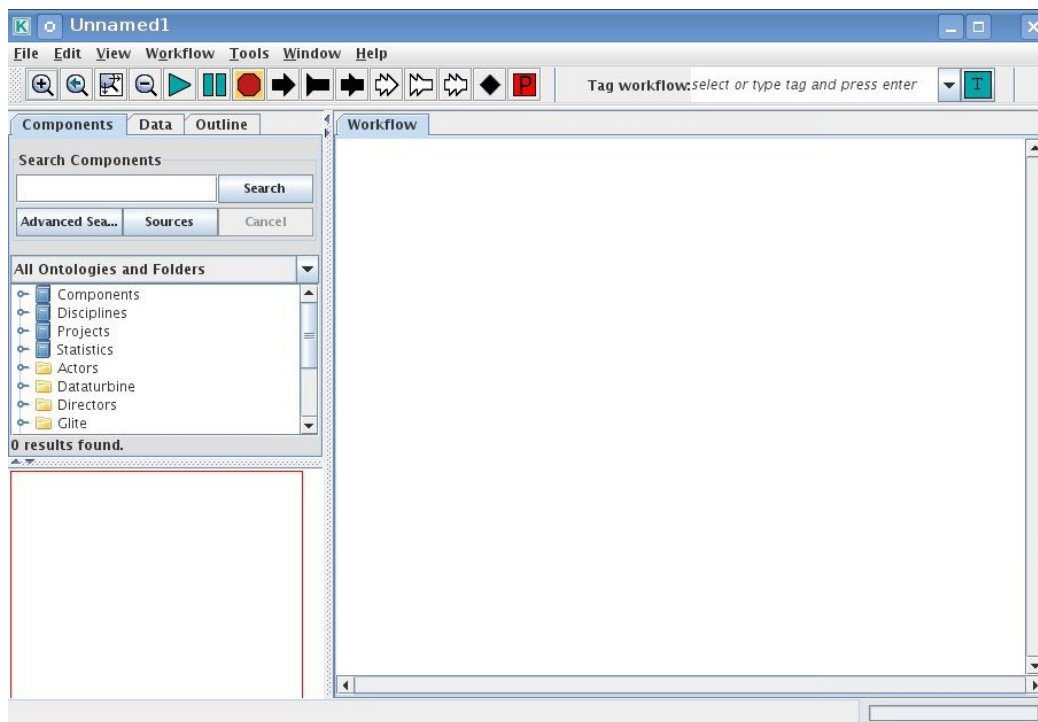 K Unnamed1
File Edit View Workflow Tools Window Help
P Tag workflow: select or type tag and press enter T
Components Data Outline
Workflow
Search Components
Search
Advanced Sea... Sources Cancel
All Ontologies and Folders
Components
Disciplines
Projects
Statistics
Actors
Dataturbine
Directors
Glite
0 results found.